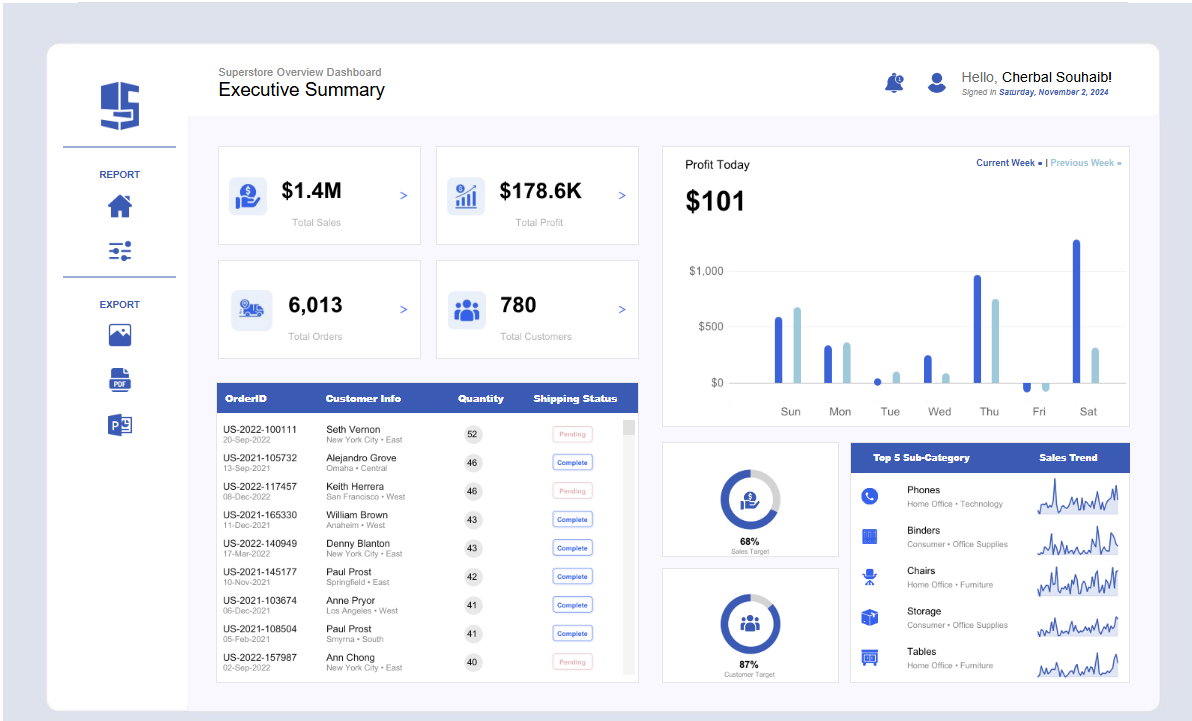 Superstore Overview Dashboard
Executive Summary
1
Hello, Cherbal Souhaib!
Signed In Saturday, November 2, 2024
REPORT
EXPORT
PDF
P
$1.4M
>
Total Sales
$178.6K
>
Total Profit
6,013
>
Total Orders
780
>
Total Customers
Profit Today
Current Week ▪ | Previous Week ▪
$101
$1,000
$500
$0
Sun Mon Tue Wed Thu Fri Sat
OrderID Customer Info Quantity Shipping Status
US-2022-100111 Seth Vernon 52 Pending
20-Sep-2022 New York City • East
US-2021-105732 Alejandro Grove 46 Complete
13-Sep-2021 Omaha • Central
US-2022-117457 Keith Herrera 46 Pending
08-Dec-2022 San Francisco • West
US-2021-165330 William Brown 43 Complete
11-Dec-2021 Anaheim • West
US-2022-140949 Denny Blanton 43 Complete
17-Mar-2022 New York City • East
US-2021-145177 Paul Prost 42 Complete
10-Nov-2021 Springfield • East
US-2021-103674 Anne Pryor 41 Complete
06-Dec-2021 Los Angeles • West
US-2021-108504 Paul Prost 41 Complete
05-Feb-2021 Smyrna • South
US-2022-157987 Ann Chong 40 Pending
02-Sep-2022 New York City • East
68%
Sales Target
87%
Customer Target
Top 5 Sub-Category Sales Trend
Phones
Home Office • Technology
Binders
Consumer • Office Supplies
Chairs
Home Office • Furniture
Storage
Consumer • Office Supplies
Tables
Home Office • Furniture